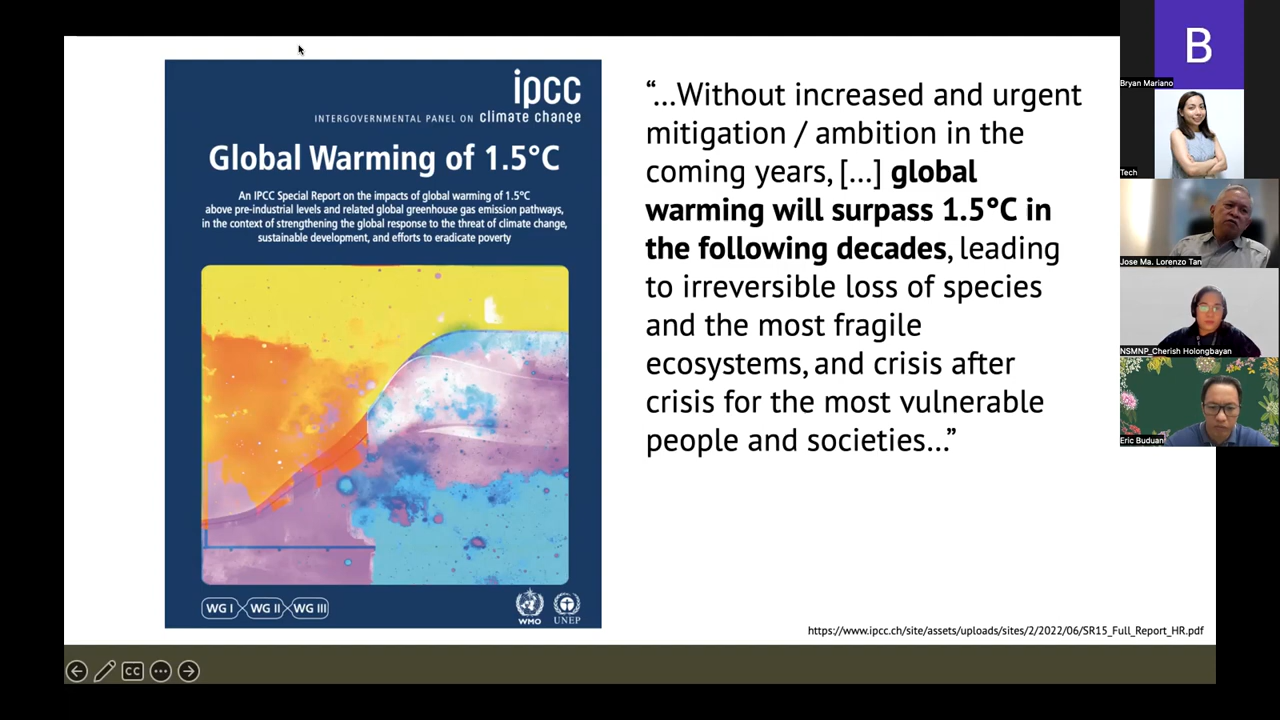 ipcc
INTERGOVERNMENTAL PANEL ON climate change
Global Warming of 1.5°C
An IPCC Special Report on the impacts of global warming of 1.5°C
above pre-industrial levels and related global greenhouse gas emission pathways,
in the context of strengthening the global response to the threat of climate change,
sustainable development, and efforts to eradicate poverty
WG I
WG II
WG III
WMO
UNEP
“...Without increased and urgent
mitigation / ambition in the
coming years, [...] global
warming will surpass 1.5°C in
the following decades, leading
to irreversible loss of species
and the most fragile
ecosystems, and crisis after
crisis for the most vulnerable
people and societies...”
https://www.ipcc.ch/site/assets/uploads/sites/2/2022/06/SR15_Full_Report_HR.pdf
CC
B
Bryan Mariano
Tech
Jose Ma. Lorenzo Tan
NSMNP_Cherish Holongbayan
Eric Buduan